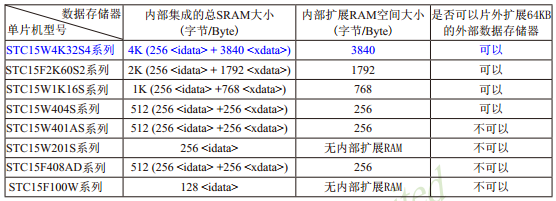 数据存储器
单片机型号
内部集成的总SRAM大小
(字节/Byte)
内部扩展RAM空间大小
(字节/Byte)
是否可以片外扩展64KB
的外部数据存储器
STC15W4K32S4系列 4K (256 <idata> + 3840 <xdata>) 3840 可以
STC15F2K60S2系列 2K (256 <idata> + 1792 <xdata>) 1792 可以
STC15W1K16S系列 1K (256 <idata> +768 <xdata>) 768 可以
STC15W404S系列 512 (256 <idata> +256 <xdata>) 256 可以
STC15W401AS系列 512 (256 <idata> +256 <xdata>) 256 不可以
STC15W201S系列 256 <idata> 无内部扩展RAM 不可以
STC15F408AD系列 512 (256 <idata> +256 <xdata>) 256 不可以
STC15F100W系列 128 <idata> 无内部扩展RAM 不可以